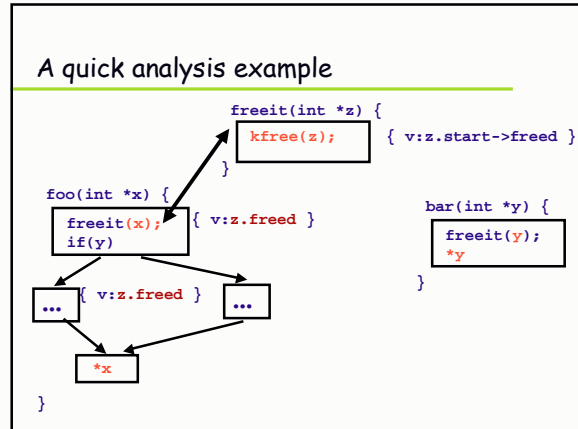 A quick analysis example
freeit(int *z) {
kfree(z);
{ v:z.start->freed }
}
foo(int *x) {
freeit(x);
{ v:z.freed }
if(y)
bar(int *y) {
freeit(y);
*y
}
...
{ v:z.freed }
...
*x
}